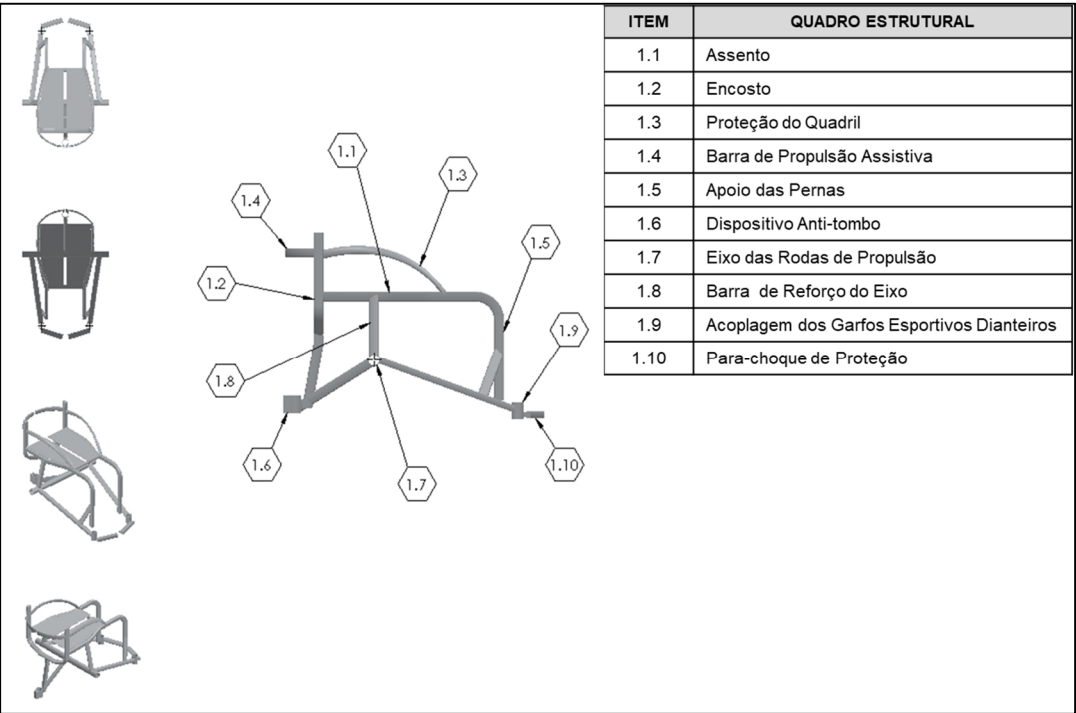 ITEM QUADRO ESTRUTURAL
1.1 Assento
1.2 Encosto
1.3 Proteção do Quadril
1.4 Barra de Propulsão Assistiva
1.5 Apoio das Pernas
1.6 Dispositivo Anti-tombo
1.7 Eixo das Rodas de Propulsão
1.8 Barra de Reforço do Eixo
1.9 Acoplagem dos Garfos Esportivos Dianteiros
1.10 Para-choque de Proteção
1.1
1.3
1.4
1.5
1.2
1.9
1.8
1.6
1.10
1.7